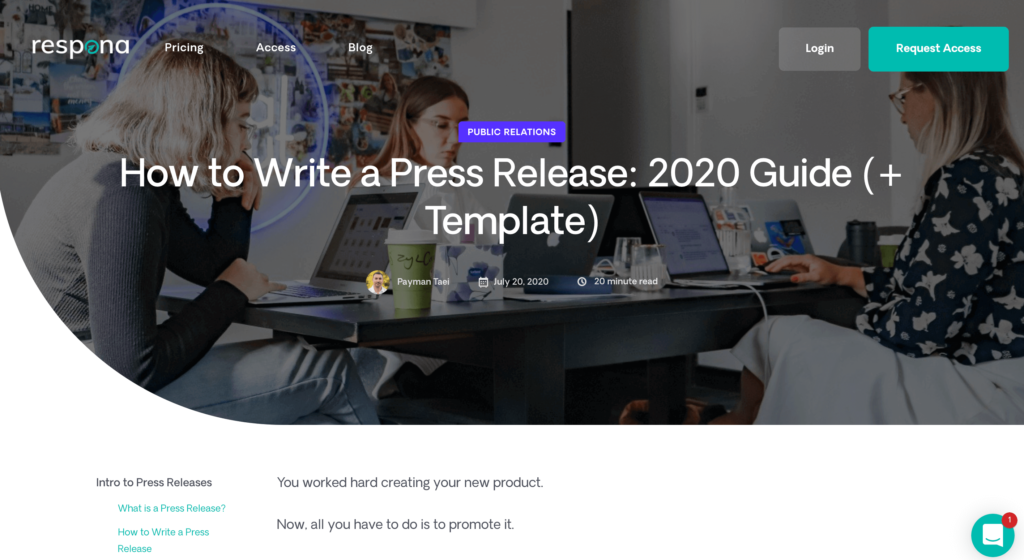 respona
Pricing
Access
Blog
Login
Request Access
PUBLIC RELATIONS
How to Write a Press Release: 2020 Guide (+
Template)
ZyLO
Payman Taei
July 20, 2020
20 minute read
Intro to Press Releases
What is a Press Release?
How to Write a Press
Release
You worked hard creating your new product.
Now, all you have to do is to promote it.
1